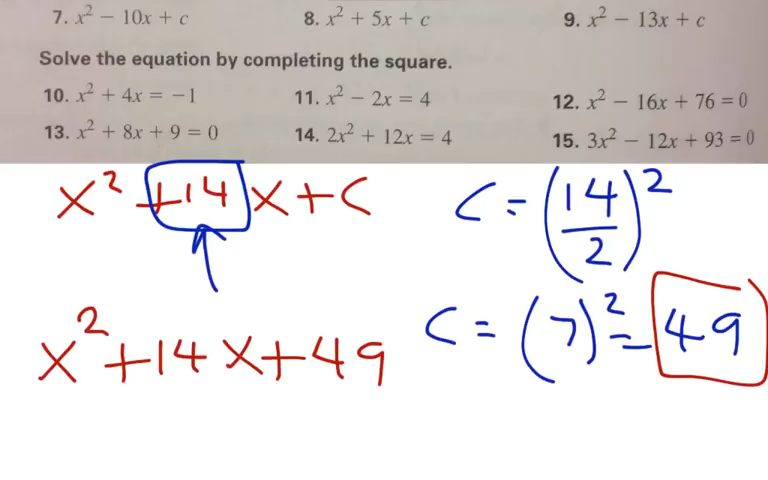 7. x² − 10x + c
8. x² + 5x + c
9. x² − 13x + c
Solve the equation by completing the square.
10. x² + 4x = −1
11. x² − 2x = 4
12. x² − 16x + 76 = 0
13. x² + 8x + 9 = 0
14. 2x² + 12x = 4
15. 3x² − 12x + 93 = 0
x² +14x + c
c = (14/2)²
c = (7)² = 49
x² + 14x + 49